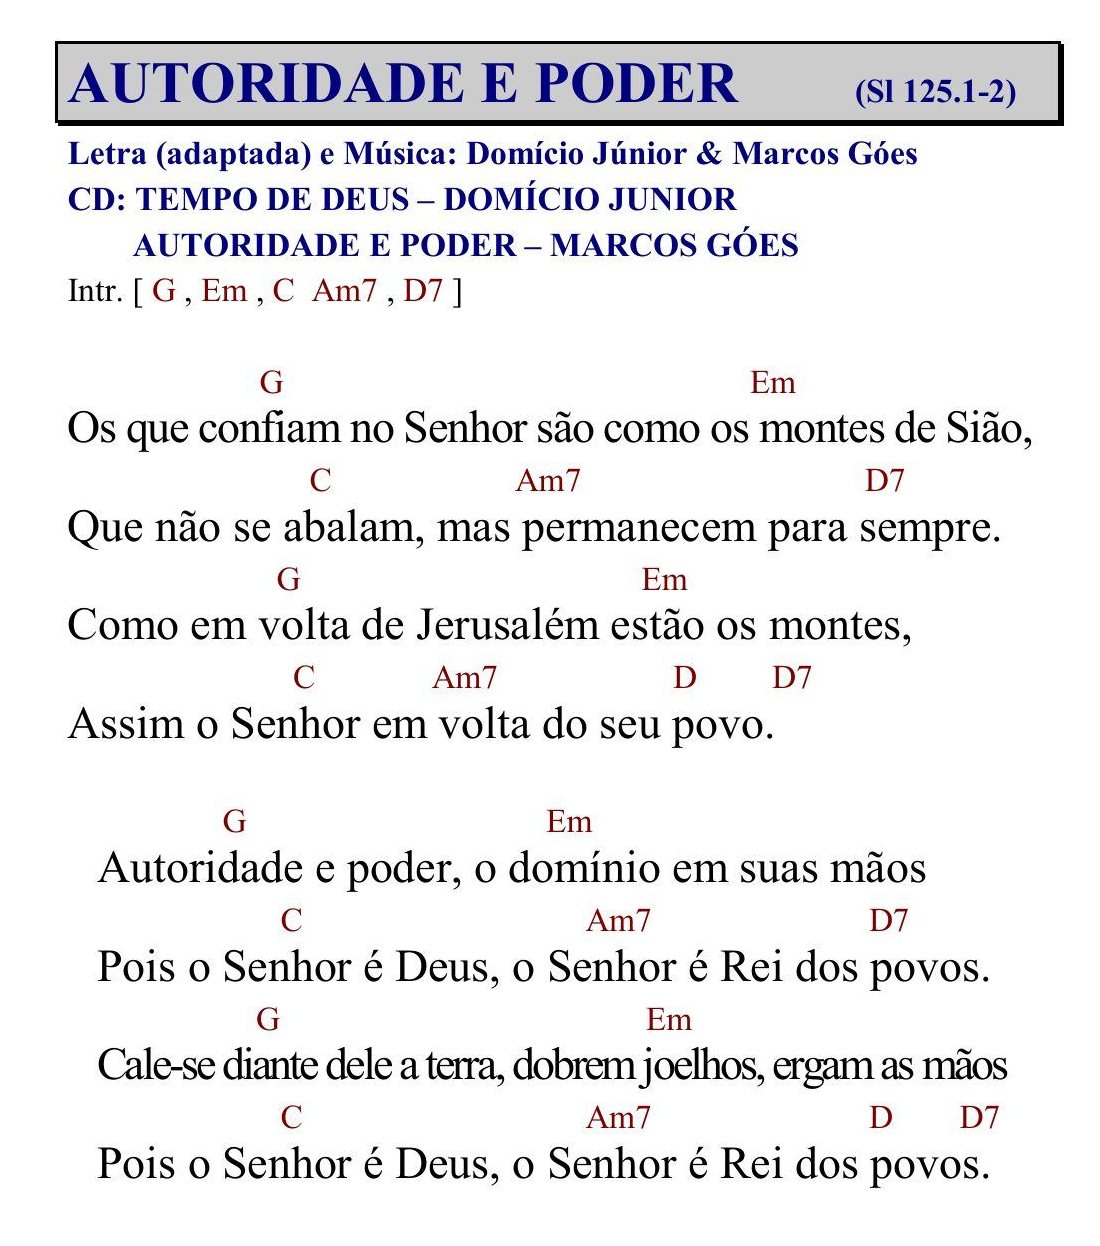 AUTORIDADE E PODER (Sl 125.1-2)
Letra (adaptada) e Música: Domício Júnior & Marcos Góes
CD: TEMPO DE DEUS – DOMÍCIO JUNIOR
AUTORIDADE E PODER – MARCOS GÓES
Intr. [ G , Em , C Am7 , D7 ]
G Em
Os que confiam no Senhor são como os montes de Sião,
C Am7 D7
Que não se abalam, mas permanecem para sempre.
G Em
Como em volta de Jerusalém estão os montes,
C Am7 D D7
Assim o Senhor em volta do seu povo.
G Em
Autoridade e poder, o domínio em suas mãos
C Am7 D7
Pois o Senhor é Deus, o Senhor é Rei dos povos.
G Em
Cale-se diante dele a terra, dobrem joelhos, ergam as mãos
C Am7 D D7
Pois o Senhor é Deus, o Senhor é Rei dos povos.